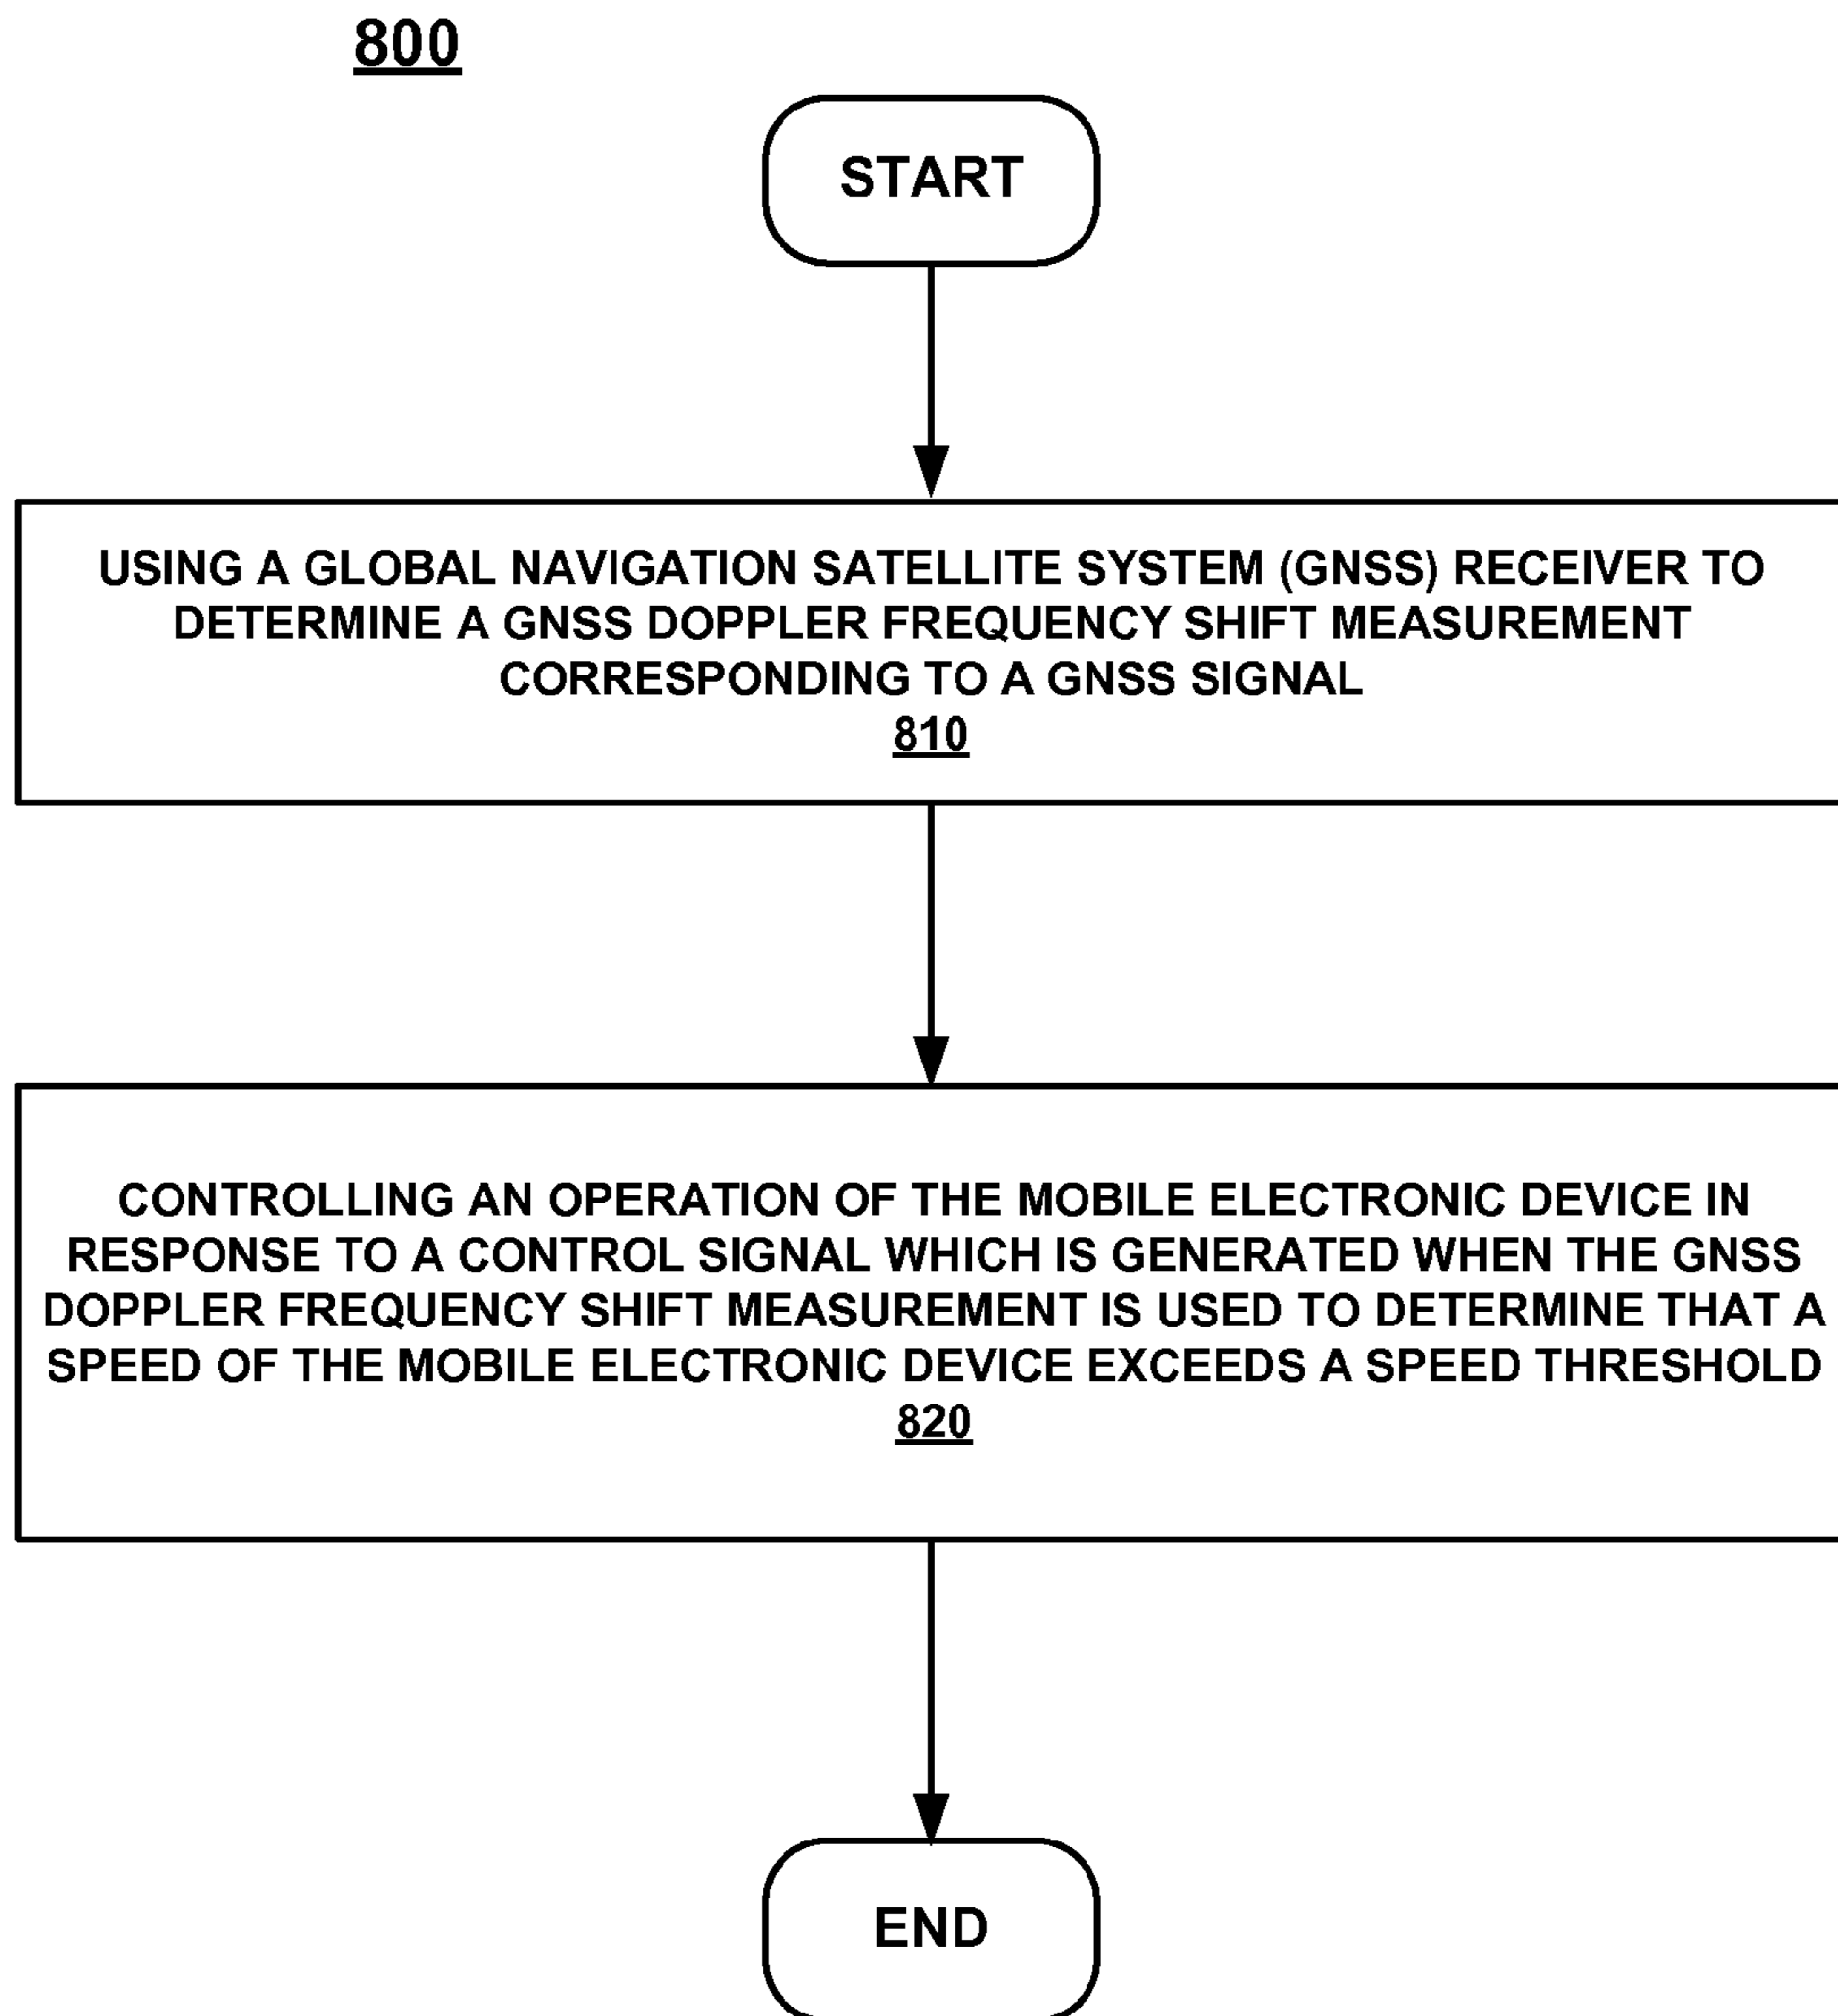 800
START
USING A GLOBAL NAVIGATION SATELLITE SYSTEM (GNSS) RECEIVER TO
DETERMINE A GNSS DOPPLER FREQUENCY SHIFT MEASUREMENT
CORRESPONDING TO A GNSS SIGNAL
810
CONTROLLING AN OPERATION OF THE MOBILE ELECTRONIC DEVICE IN
RESPONSE TO A CONTROL SIGNAL WHICH IS GENERATED WHEN THE GNSS
DOPPLER FREQUENCY SHIFT MEASUREMENT IS USED TO DETERMINE THAT A
SPEED OF THE MOBILE ELECTRONIC DEVICE EXCEEDS A SPEED THRESHOLD
820
END